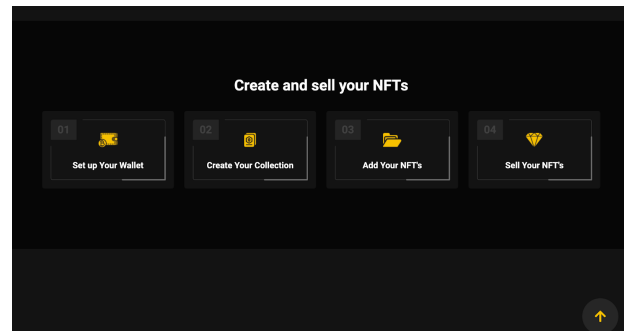 Create and sell your NFTs
01
Set up Your Wallet
02
Create Your Collection
03
Add Your NFT's
04
Sell Your NFT's